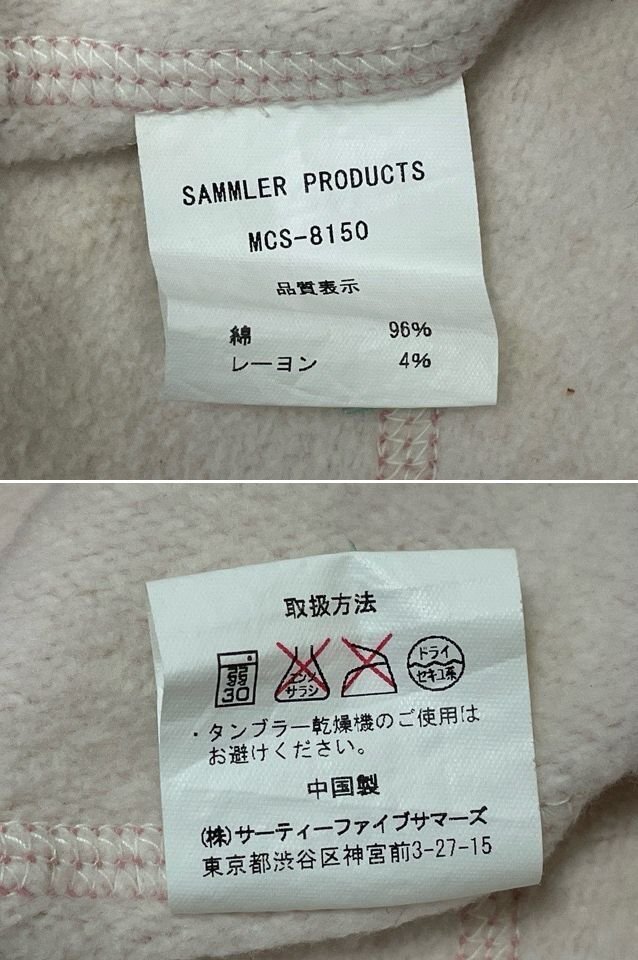 SAMMLER PRODUCTS
MCS-8150
品質表示
綿 96%
レーヨン 4%
取扱方法
弱
30
エンソ
サラシ
ドライ
セキユ系
・タンブラー乾燥機のご使用は
お避けください。
中国製
(株)サーティーファイブサマーズ
東京都渋谷区神宮前3-27-15